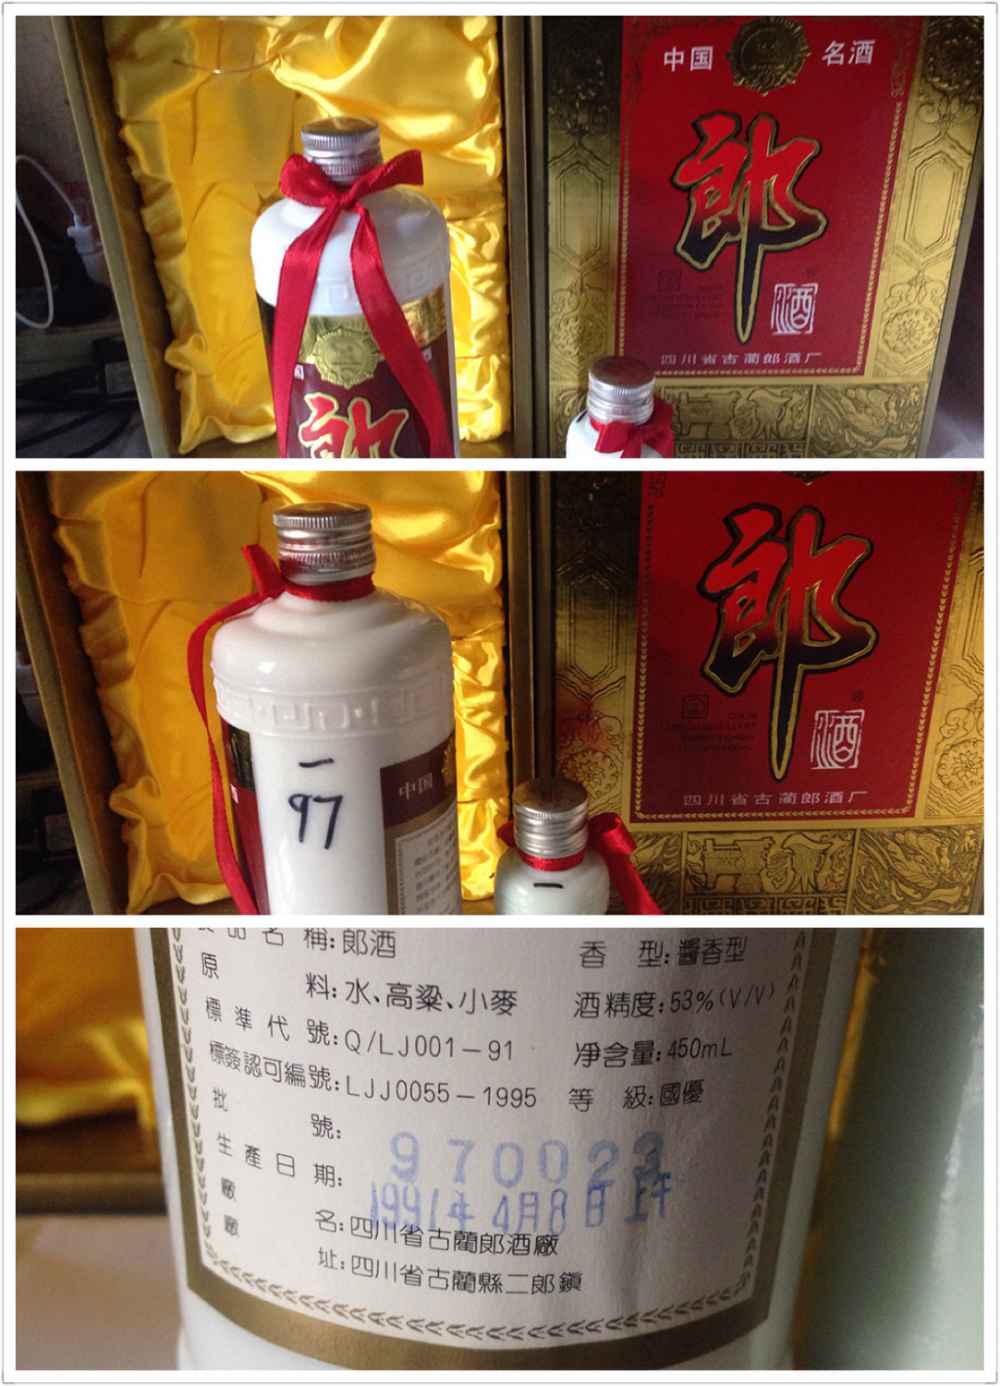 中国 名酒
郎
酒
四川省古蔺郎酒厂
郎
郎
酒
四川省古蔺郎酒厂
一
97
中国
一
品名稱:郎酒
香型:醬香型
原料:水、高粱、小麥
酒精度:53%(V/V)
標準代號:Q/LJ001-91
凈含量:450mL
標簽認可編號:LJJ0055-1995
等級:國優
批號:
970023
生產日期:
1997年4月8日上午
廠名:四川省古藺郎酒廠
廠址:四川省古藺縣二郎鎮